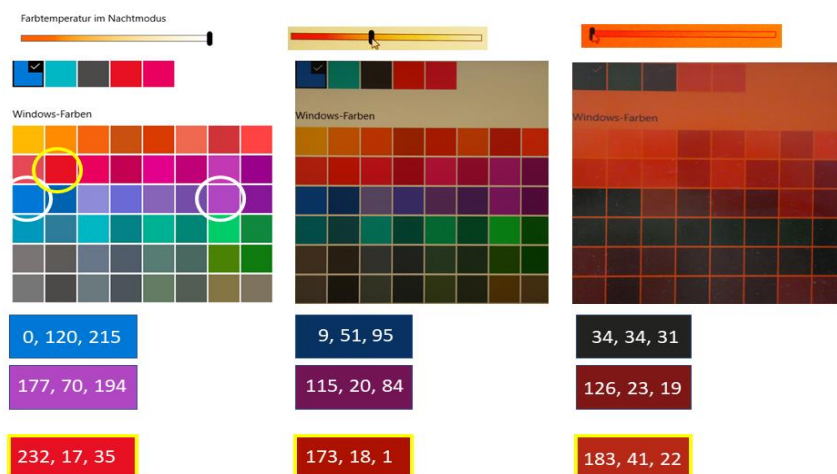 Farbtemperatur im Nachtmodus
Windows-Farben
Windows-Farben
Windows-Farben
0, 120, 215
9, 51, 95
34, 34, 31
177, 70, 194
115, 20, 84
126, 23, 19
232, 17, 35
173, 18, 1
183, 41, 22